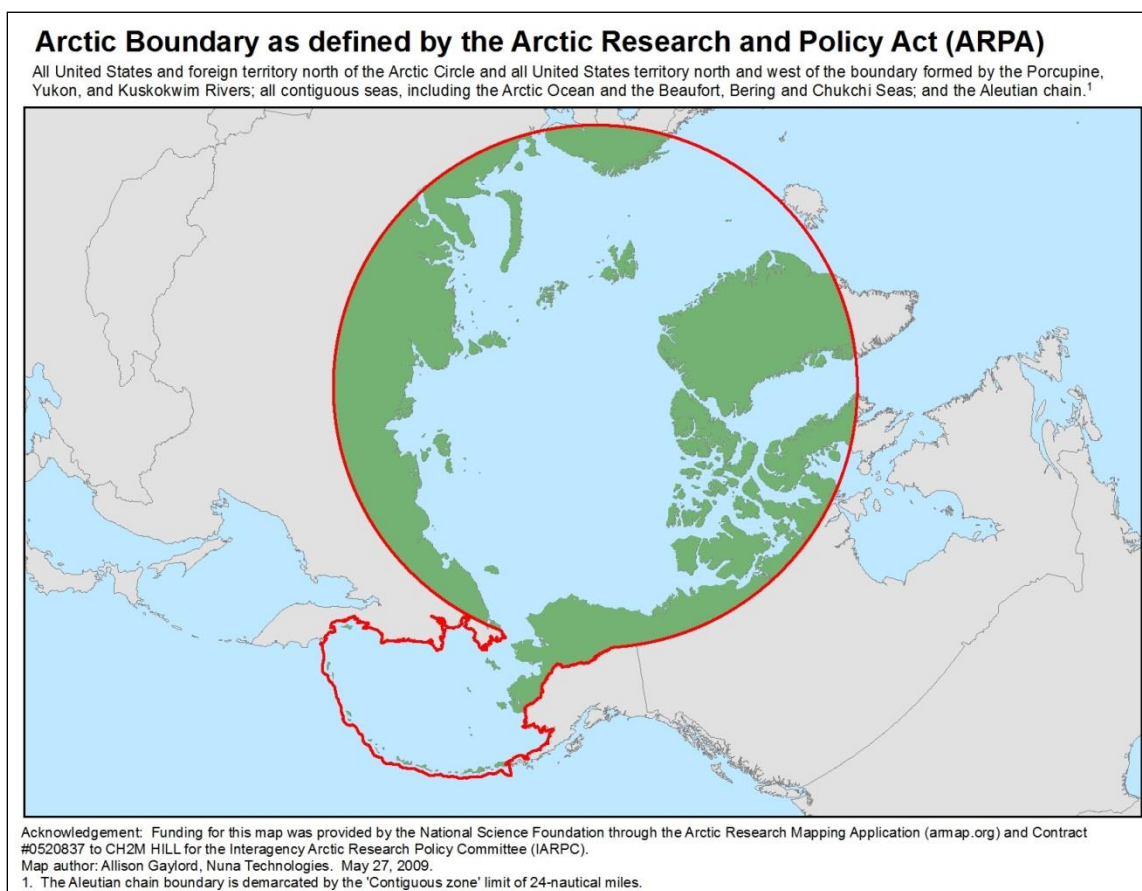 Arctic Boundary as defined by the Arctic Research and Policy Act (ARPA)
All United States and foreign territory north of the Arctic Circle and all United States territory north and west of the boundary formed by the Porcupine,
Yukon, and Kuskokwim Rivers; all contiguous seas, including the Arctic Ocean and the Beaufort, Bering and Chukchi Seas; and the Aleutian chain.¹
Acknowledgement: Funding for this map was provided by the National Science Foundation through the Arctic Research Mapping Application (armap.org) and Contract
#0520837 to CH2M HILL for the Interagency Arctic Research Policy Committee (IARPC).
Map author: Allison Gaylord, Nuna Technologies. May 27, 2009.
1. The Aleutian chain boundary is demarcated by the 'Contiguous zone' limit of 24-nautical miles.